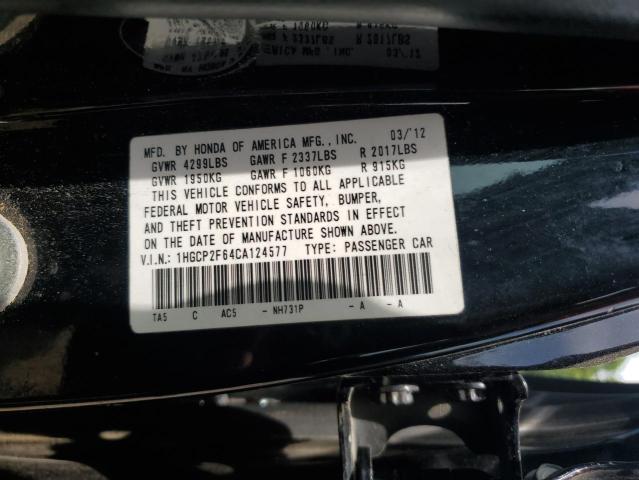 MFD. BY HONDA OF AMERICA MFG., INC. 03/'12
GVWR 4299LBS GAWR F 2337LBS R 2017LBS
GVWR 1950KG GAWR F 1060KG R 915KG
THIS VEHICLE CONFORMS TO ALL APPLICABLE
FEDERAL MOTOR VEHICLE SAFETY, BUMPER,
AND THEFT PREVENTION STANDARDS IN EFFECT
ON THE DATE OF MANUFACTURE SHOWN ABOVE.
V.I.N.: 1HGCP2F64CA124577 TYPE: PASSENGER CAR
TA5 C AC5 - NH731P - A - A